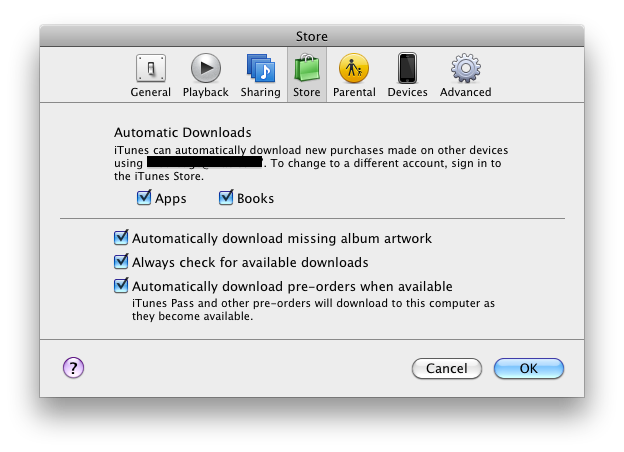 Store
General Playback Sharing Store Parental Devices Advanced
Automatic Downloads
iTunes can automatically download new purchases made on other devices
using . To change to a different account, sign in to
the iTunes Store.
Apps Books
Automatically download missing album artwork
Always check for available downloads
Automatically download pre-orders when available
iTunes Pass and other pre-orders will download to this computer as
they become available.
? Cancel OK